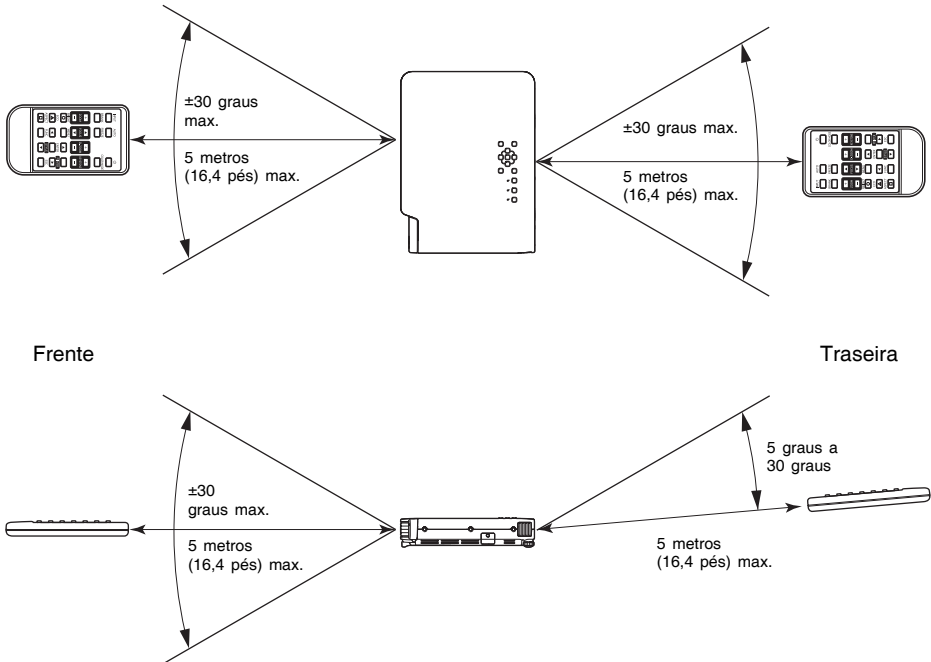 ±30 graus
max.
5 metros
(16,4 pés) max.
±30 graus max.
5 metros
(16,4 pés) max.
Frente
Traseira
±30
graus max.
5 metros
(16,4 pés) max.
5 graus a
30 graus
5 metros
(16,4 pés) max.